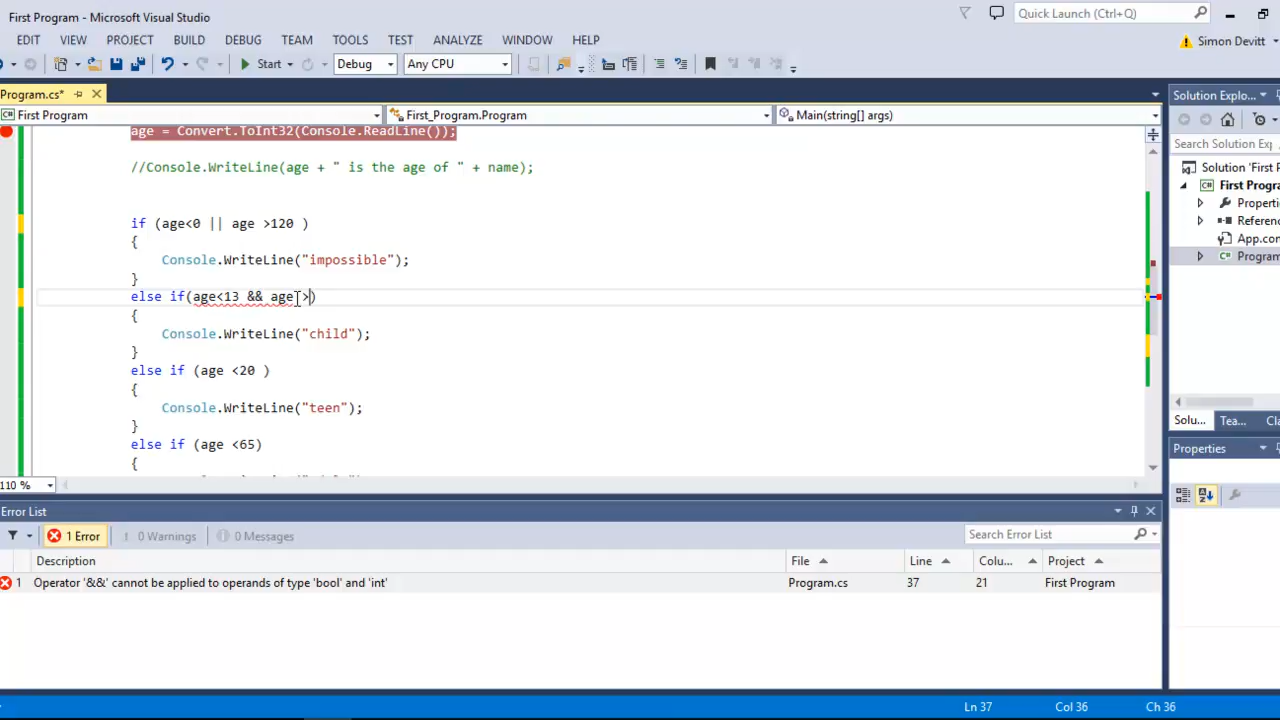 First Program - Microsoft Visual Studio
Quick Launch (Ctrl+Q)
EDIT VIEW PROJECT BUILD DEBUG TEAM TOOLS TEST ANALYZE WINDOW HELP
Simon Devitt
Start Debug Any CPU
Program.cs*
Solution Explo...
First Program First_Program.Program Main(string[] args)
age = Convert.ToInt32(Console.ReadLine());
Search Solution Exp
//Console.WriteLine(age + " is the age of " + name);
Solution 'First P
First Progra
Properti
Referenc
App.con
Program
if (age<0 || age >120 )
{
Console.WriteLine("impossible");
}
else if(age<13 && age >)
{
Console.WriteLine("child");
}
else if (age <20 )
{
Console.WriteLine("teen");
}
else if (age <65)
{
Solu... Tea... Cla
Properties
110 %
Error List
1 Error 0 Warnings 0 Messages
Search Error List
Description File Line Colu... Project
1 Operator '&&' cannot be applied to operands of type 'bool' and 'int' Program.cs 37 21 First Program
Ln 37 Col 36 Ch 36